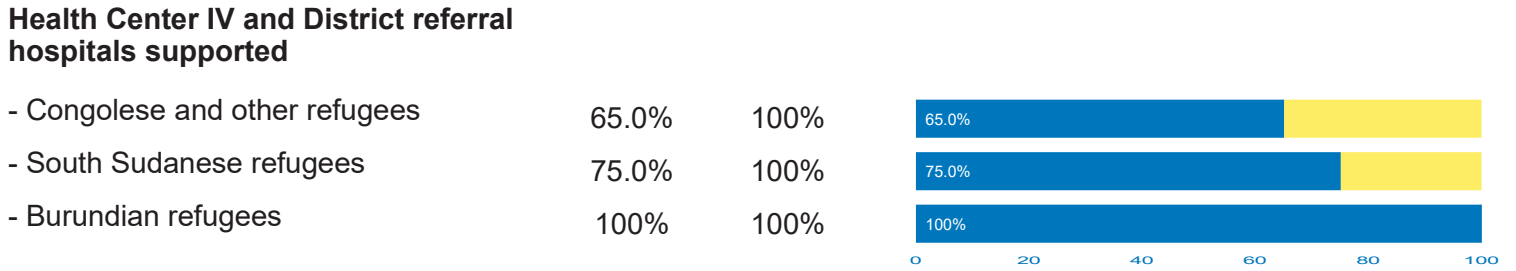 Health Center IV and District referral
hospitals supported
- Congolese and other refugees 65.0% 100% 65.0%
- South Sudanese refugees 75.0% 100% 75.0%
- Burundian refugees 100% 100% 100%
0 20 40 60 80 100